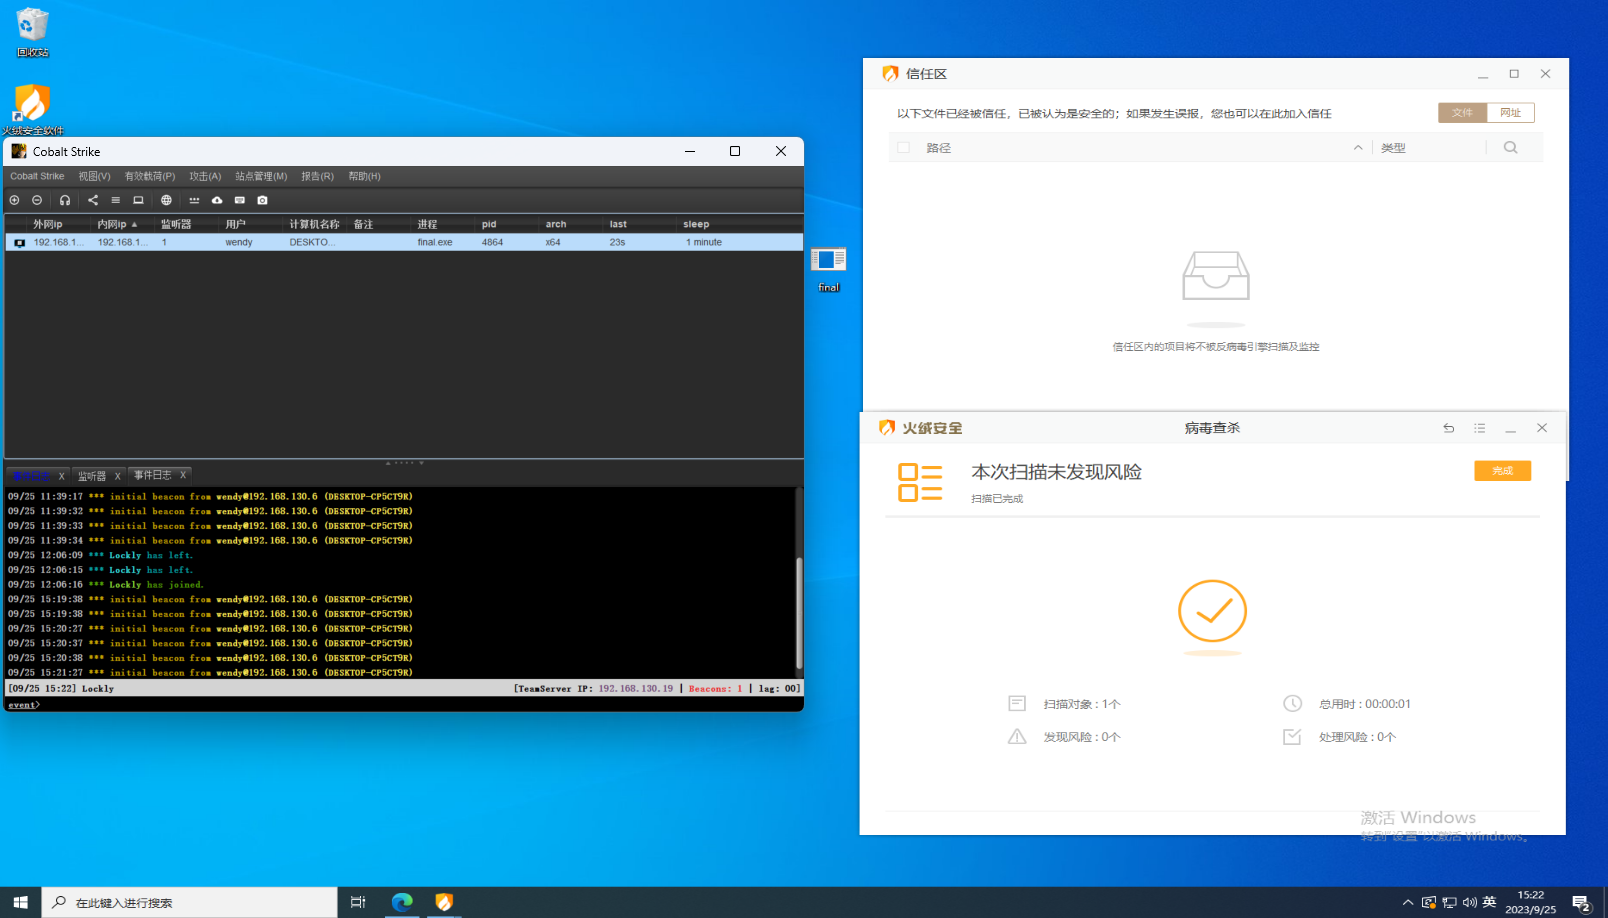 回收站
火绒安全软件
Cobalt Strike
Cobalt Strike 视图(V) 有效载荷(P) 攻击(A) 站点管理(M) 报告(R) 帮助(H)
外网ip 内网ip ▲ 监听器 用户 计算机名称 备注 进程 pid arch last sleep
192.168.1... 192.168.1... 1 wendy DESKTO... final.exe 4864 x64 23s 1 minute
事件日志 X 监听器 X 事件日志 X
09/25 11:39:17 *** initial beacon from wendy@192.168.130.6 (DESKTOP-CP5CT9R)
09/25 11:39:32 *** initial beacon from wendy@192.168.130.6 (DESKTOP-CP5CT9R)
09/25 11:39:33 *** initial beacon from wendy@192.168.130.6 (DESKTOP-CP5CT9R)
09/25 11:39:34 *** initial beacon from wendy@192.168.130.6 (DESKTOP-CP5CT9R)
09/25 12:06:09 *** Lockly has left.
09/25 12:06:15 *** Lockly has left.
09/25 12:06:16 *** Lockly has joined.
09/25 15:19:38 *** initial beacon from wendy@192.168.130.6 (DESKTOP-CP5CT9R)
09/25 15:19:38 *** initial beacon from wendy@192.168.130.6 (DESKTOP-CP5CT9R)
09/25 15:20:27 *** initial beacon from wendy@192.168.130.6 (DESKTOP-CP5CT9R)
09/25 15:20:37 *** initial beacon from wendy@192.168.130.6 (DESKTOP-CP5CT9R)
09/25 15:20:38 *** initial beacon from wendy@192.168.130.6 (DESKTOP-CP5CT9R)
09/25 15:21:27 *** initial beacon from wendy@192.168.130.6 (DESKTOP-CP5CT9R)
[09/25 15:22] Lockly [TeamServer IP: 192.168.130.19 | Beacons: 1 | lag: 00]
event>
final
信任区
以下文件已经被信任，已被认为是安全的；如果发生误报，您也可以在此加入信任 文件 网址
路径 类型
信任区内的项目将不被反病毒引擎扫描及监控
火绒安全 病毒查杀
本次扫描未发现风险 完成
扫描已完成
扫描对象 : 1个 总用时 : 00:00:01
发现风险 : 0个 处理风险 : 0个
激活 Windows
转到"设置"以激活 Windows。
在此键入进行搜索
英 15:22
2023/9/25
2